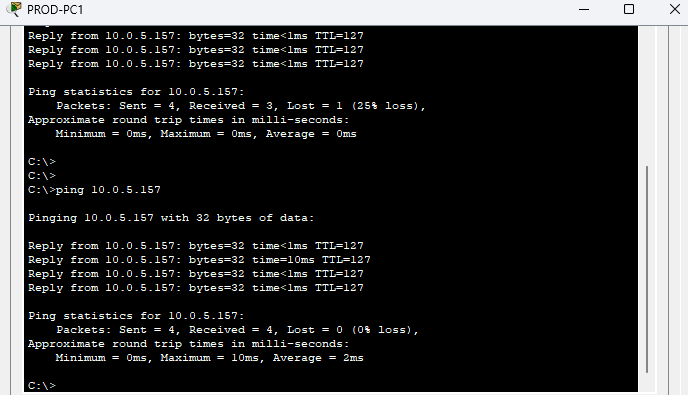 PROD-PC1
Reply from 10.0.5.157: bytes=32 time<1ms TTL=127
Reply from 10.0.5.157: bytes=32 time<1ms TTL=127
Reply from 10.0.5.157: bytes=32 time<1ms TTL=127
Ping statistics for 10.0.5.157:
Packets: Sent = 4, Received = 3, Lost = 1 (25% loss),
Approximate round trip times in milli-seconds:
Minimum = 0ms, Maximum = 0ms, Average = 0ms
C:\>
C:\>
C:\>ping 10.0.5.157
Pinging 10.0.5.157 with 32 bytes of data:
Reply from 10.0.5.157: bytes=32 time<1ms TTL=127
Reply from 10.0.5.157: bytes=32 time=10ms TTL=127
Reply from 10.0.5.157: bytes=32 time<1ms TTL=127
Reply from 10.0.5.157: bytes=32 time<1ms TTL=127
Ping statistics for 10.0.5.157:
Packets: Sent = 4, Received = 4, Lost = 0 (0% loss),
Approximate round trip times in milli-seconds:
Minimum = 0ms, Maximum = 10ms, Average = 2ms
C:\>